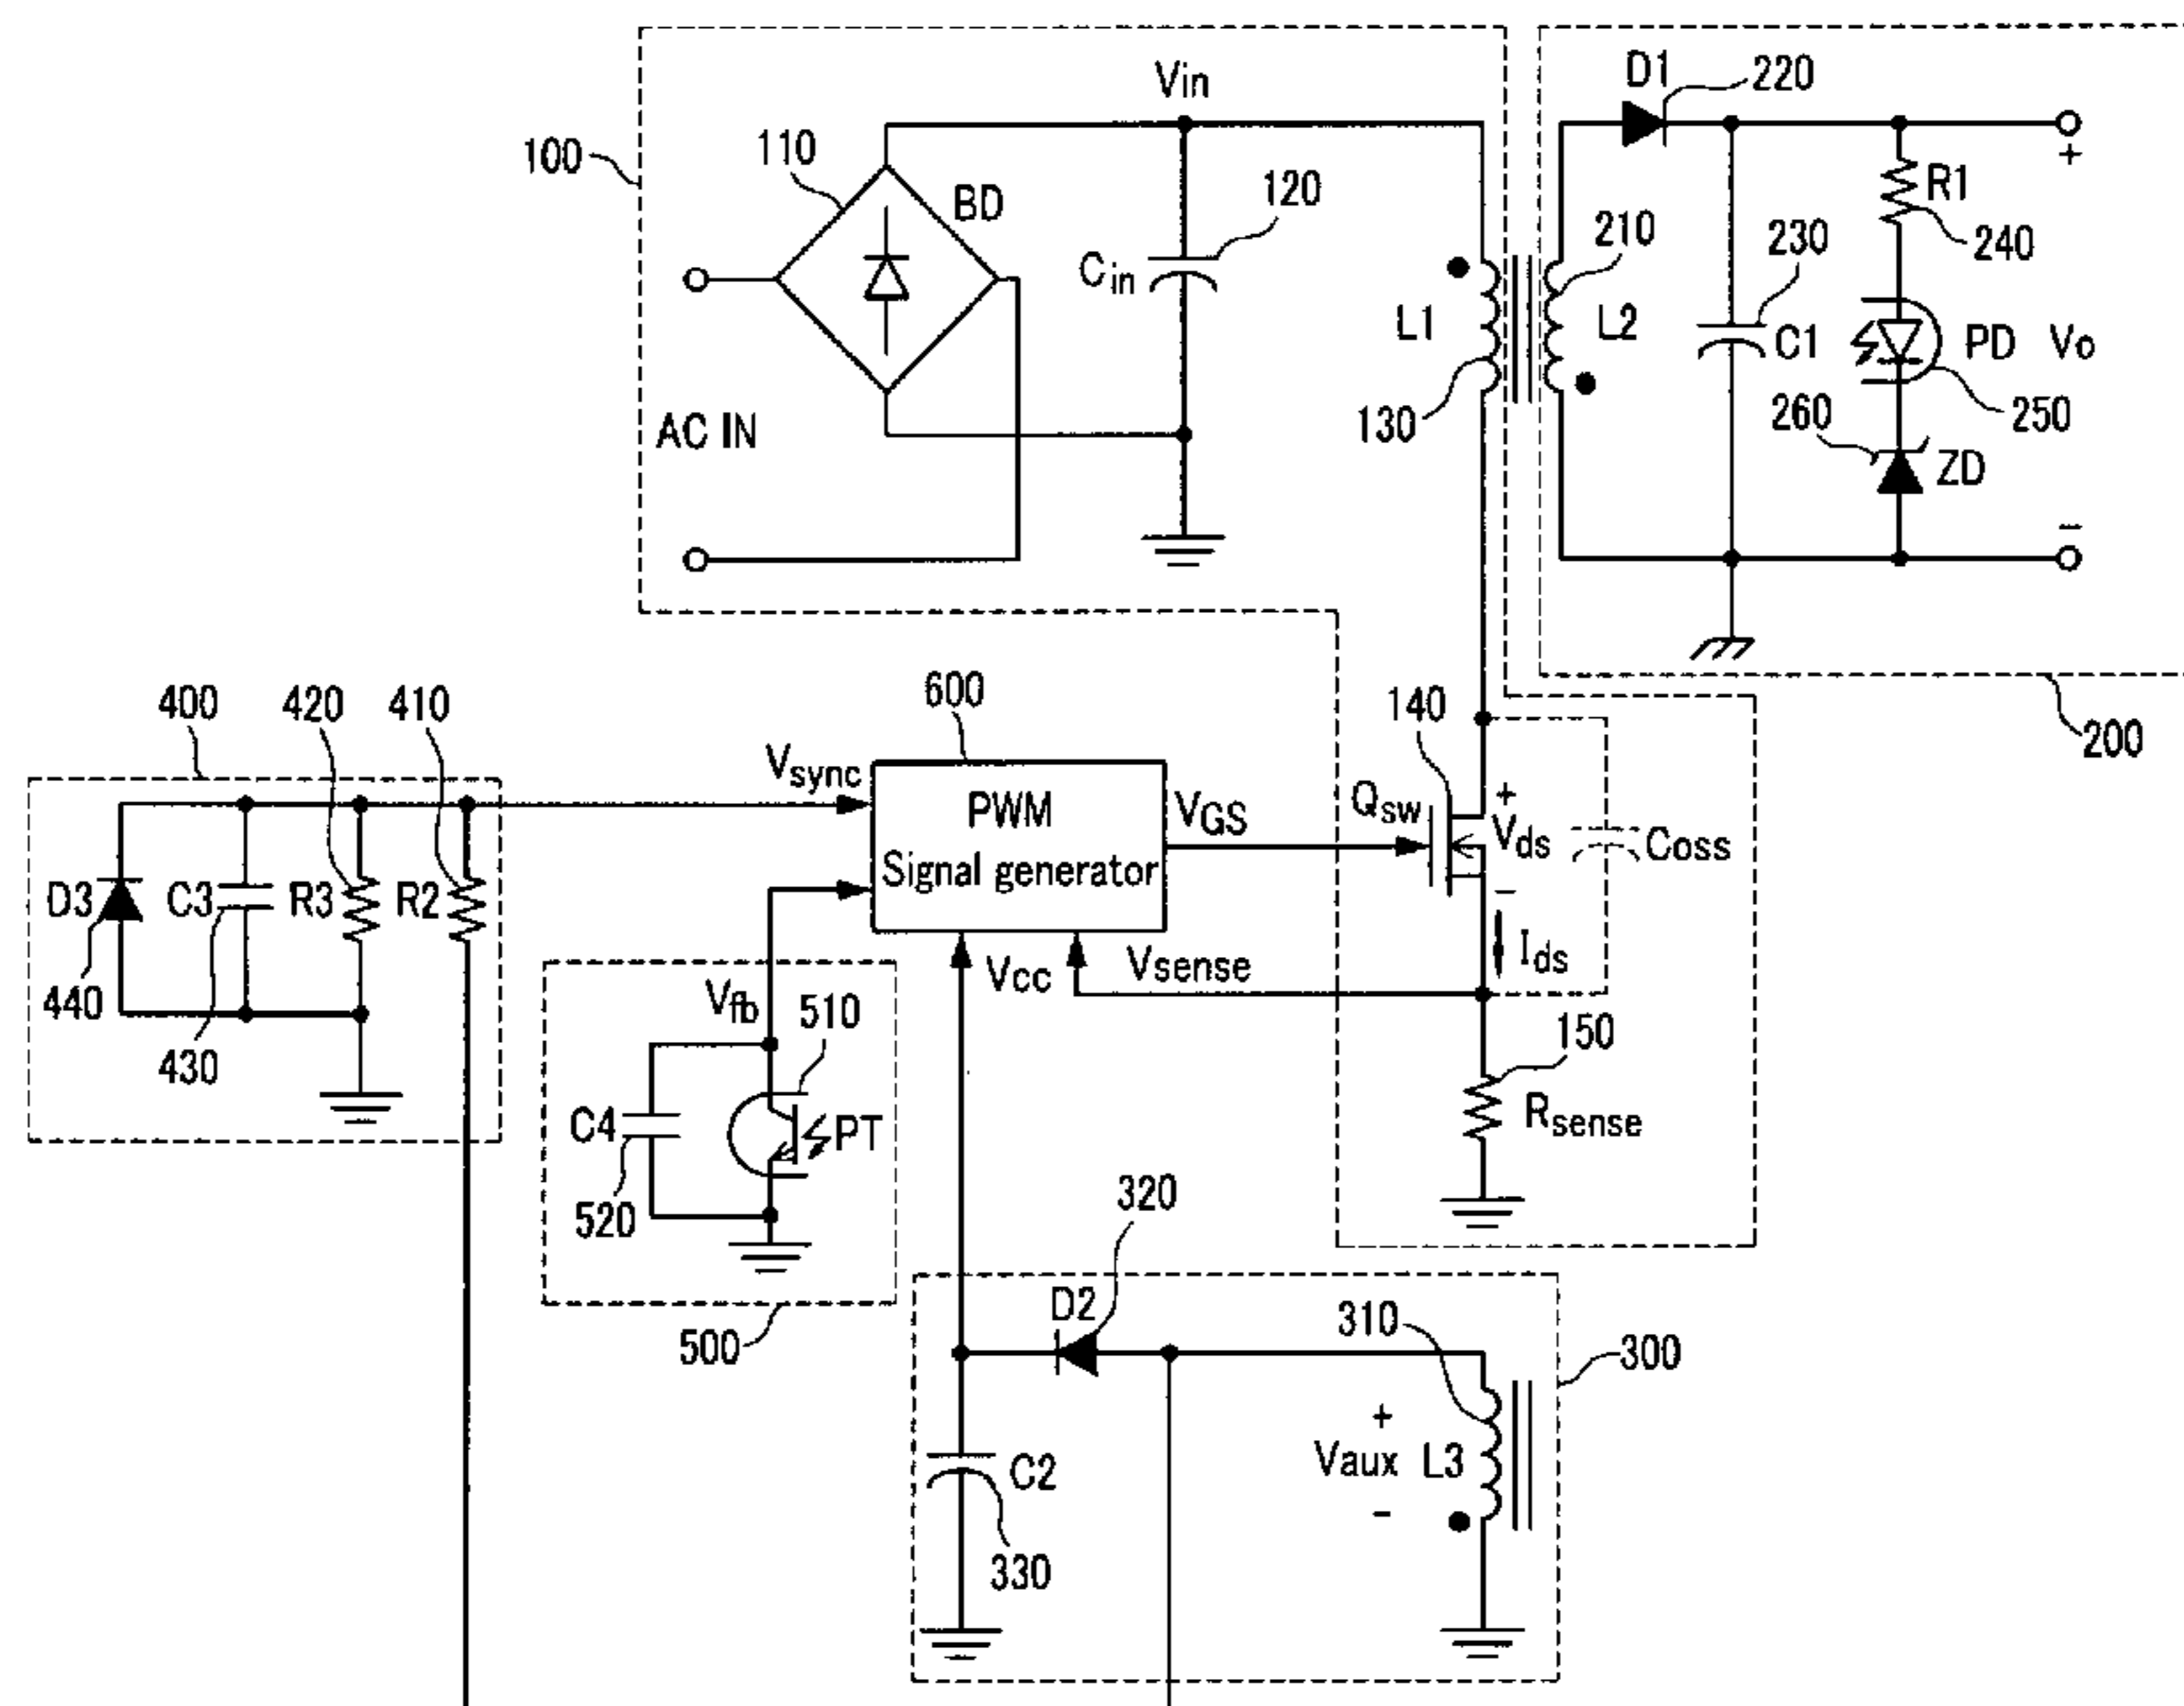 Vin
D1
220
100
110
BD
120
Cin
L1
130
210
L2
230
C1
R1
240
PD
Vo
250
260
ZD
+
−
AC IN
200
400
420
410
600
140
Vsync
PWM
Signal generator
VGS
Qsw
+
Vds
−
Coss
Ids
D3
C3
R3
R2
440
430
Vfb
510
Vcc
Vsense
150
Rsense
C4
PT
520
500
320
D2
310
300
+
Vaux
−
L3
C2
330